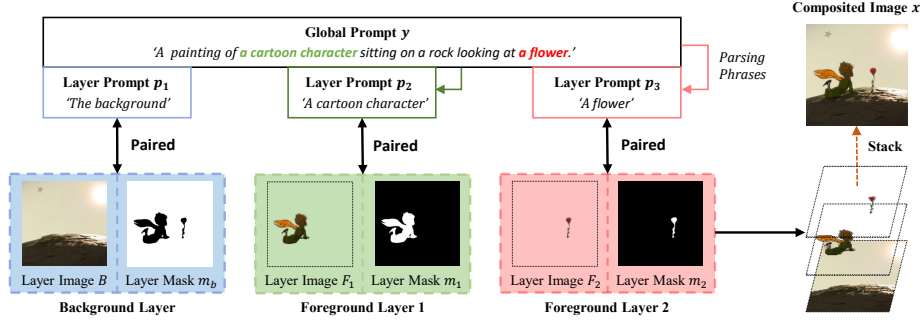 Composited Image x
Global Prompt y
'A painting of a cartoon character sitting on a rock looking at a flower.'
Parsing
Phrases
Layer Prompt p₁
'The background'
Layer Prompt p₂
'A cartoon character'
Layer Prompt p₃
'A flower'
Paired
Paired
Paired
Stack
Layer Image B
Layer Mask m_b
Layer Image F₁
Layer Mask m₁
Layer Image F₂
Layer Mask m₂
Background Layer
Foreground Layer 1
Foreground Layer 2